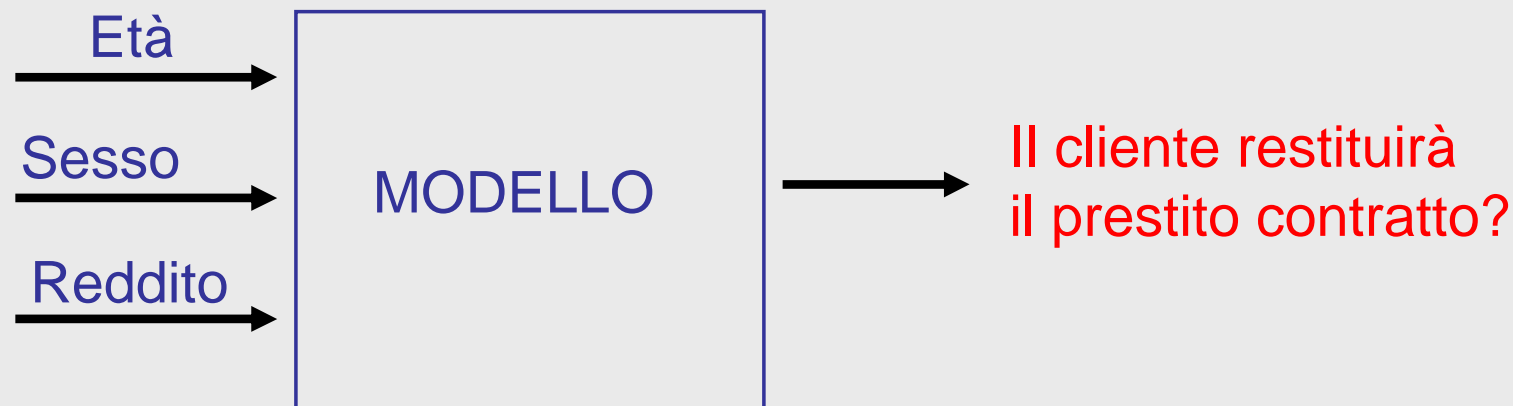 Età
Sesso
Reddito
MODELLO
Il cliente restituirà
il prestito contratto?